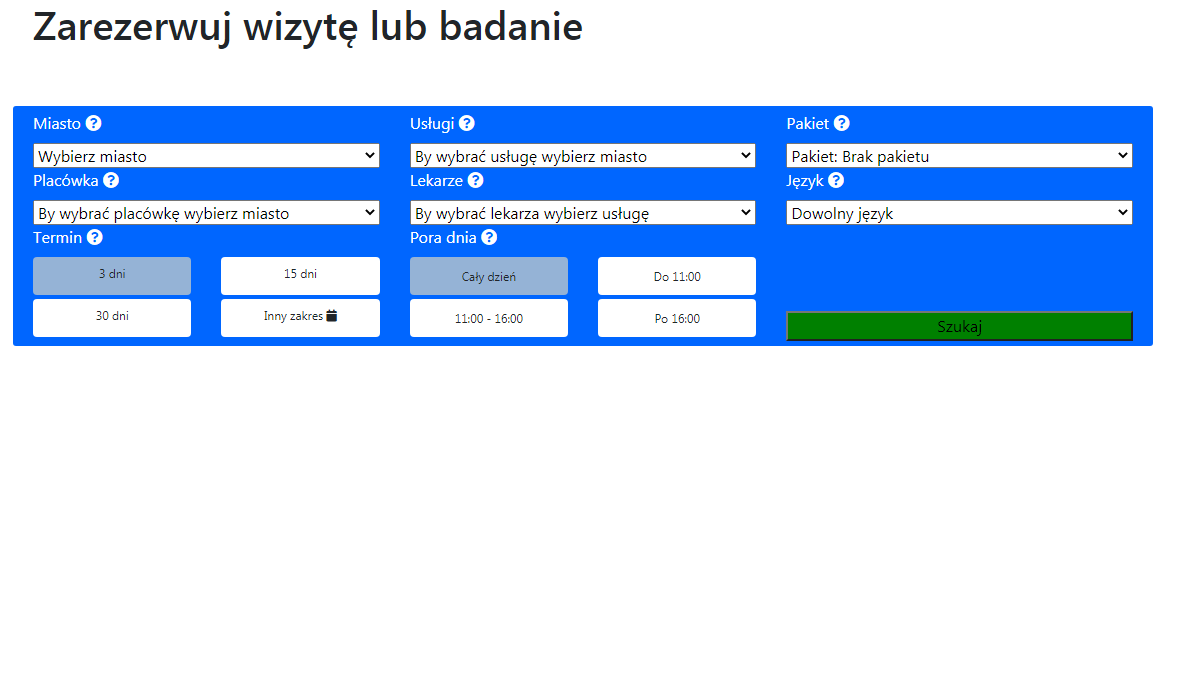 Zarezerwuj wizytę lub badanie
Miasto
Usługi
Pakiet
Wybierz miasto
By wybrać usługę wybierz miasto
Pakiet: Brak pakietu
Placówka
Lekarze
Język
By wybrać placówkę wybierz miasto
By wybrać lekarza wybierz usługę
Dowolny język
Termin
Pora dnia
3 dni
15 dni
Cały dzień
Do 11:00
30 dni
Inny zakres
11:00 - 16:00
Po 16:00
Szukaj